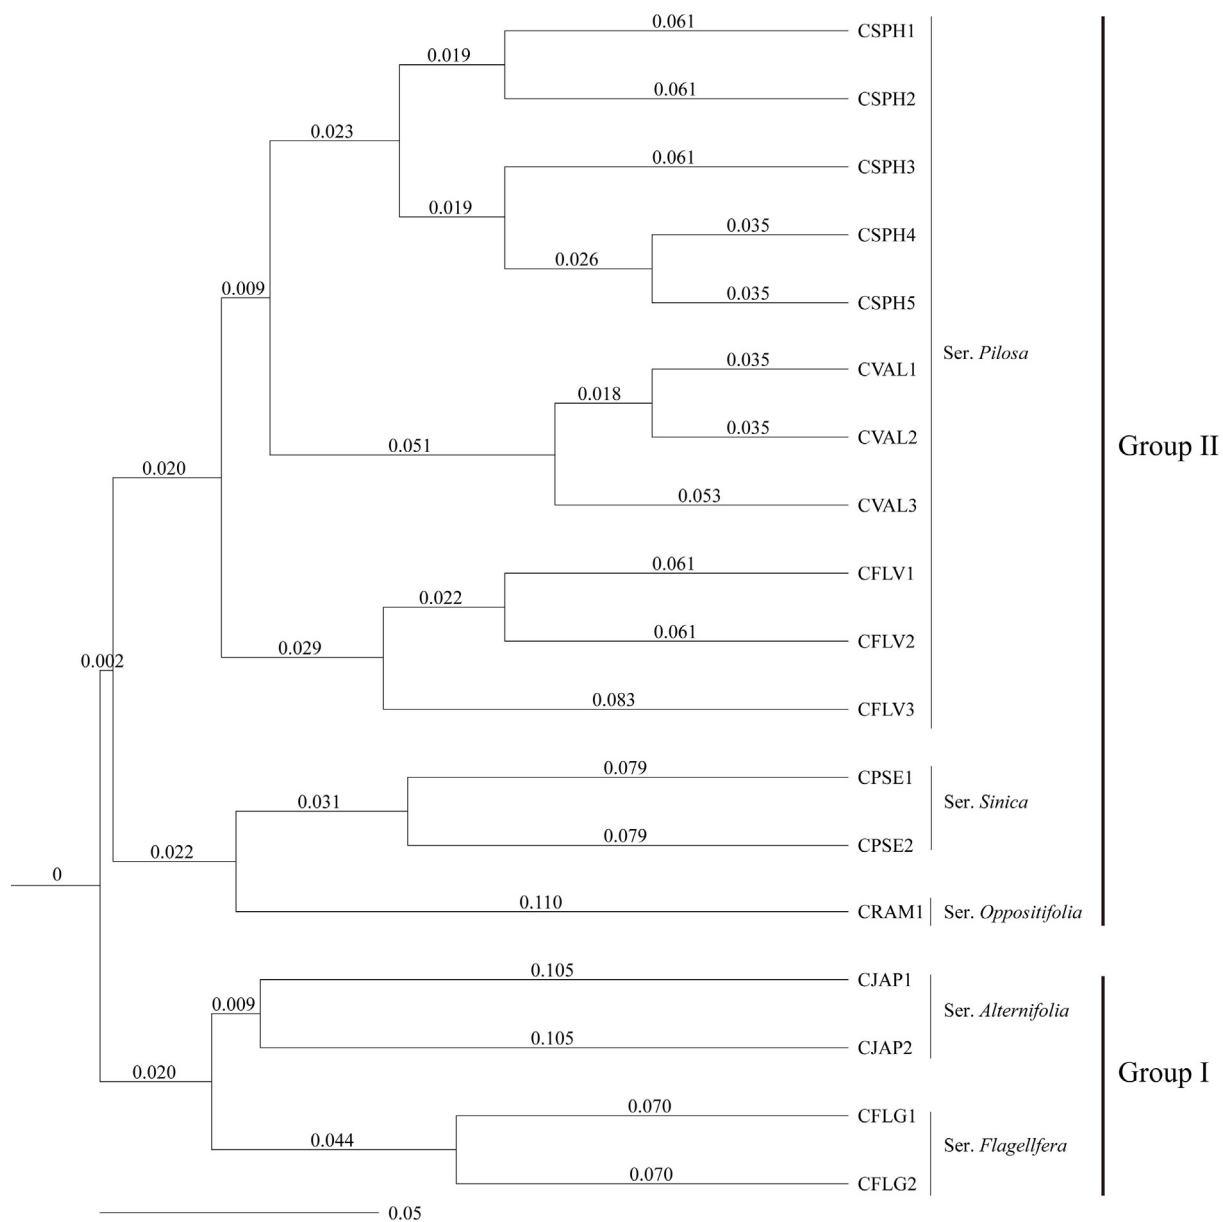 0.061
CSPH1
0.019
0.061
CSPH2
0.023
0.061
CSPH3
0.019
0.035
CSPH4
0.026
0.035
CSPH5
0.009
Ser. Pilosa
0.035
CVAL1
0.018
0.035
CVAL2
0.051
Group II
0.020
0.053
CVAL3
0.061
CFLV1
0.022
0.061
CFLV2
0.029
0.002
0.083
CFLV3
0.079
CPSE1
0.031
Ser. Sinica
0.079
CPSE2
0.022
0
0.110
CRAM1
Ser. Oppositifolia
0.105
CJAP1
0.009
Ser. Alternifolia
0.105
CJAP2
0.020
Group I
0.070
CFLG1
0.044
Ser. Flagellfera
0.070
CFLG2
0.05